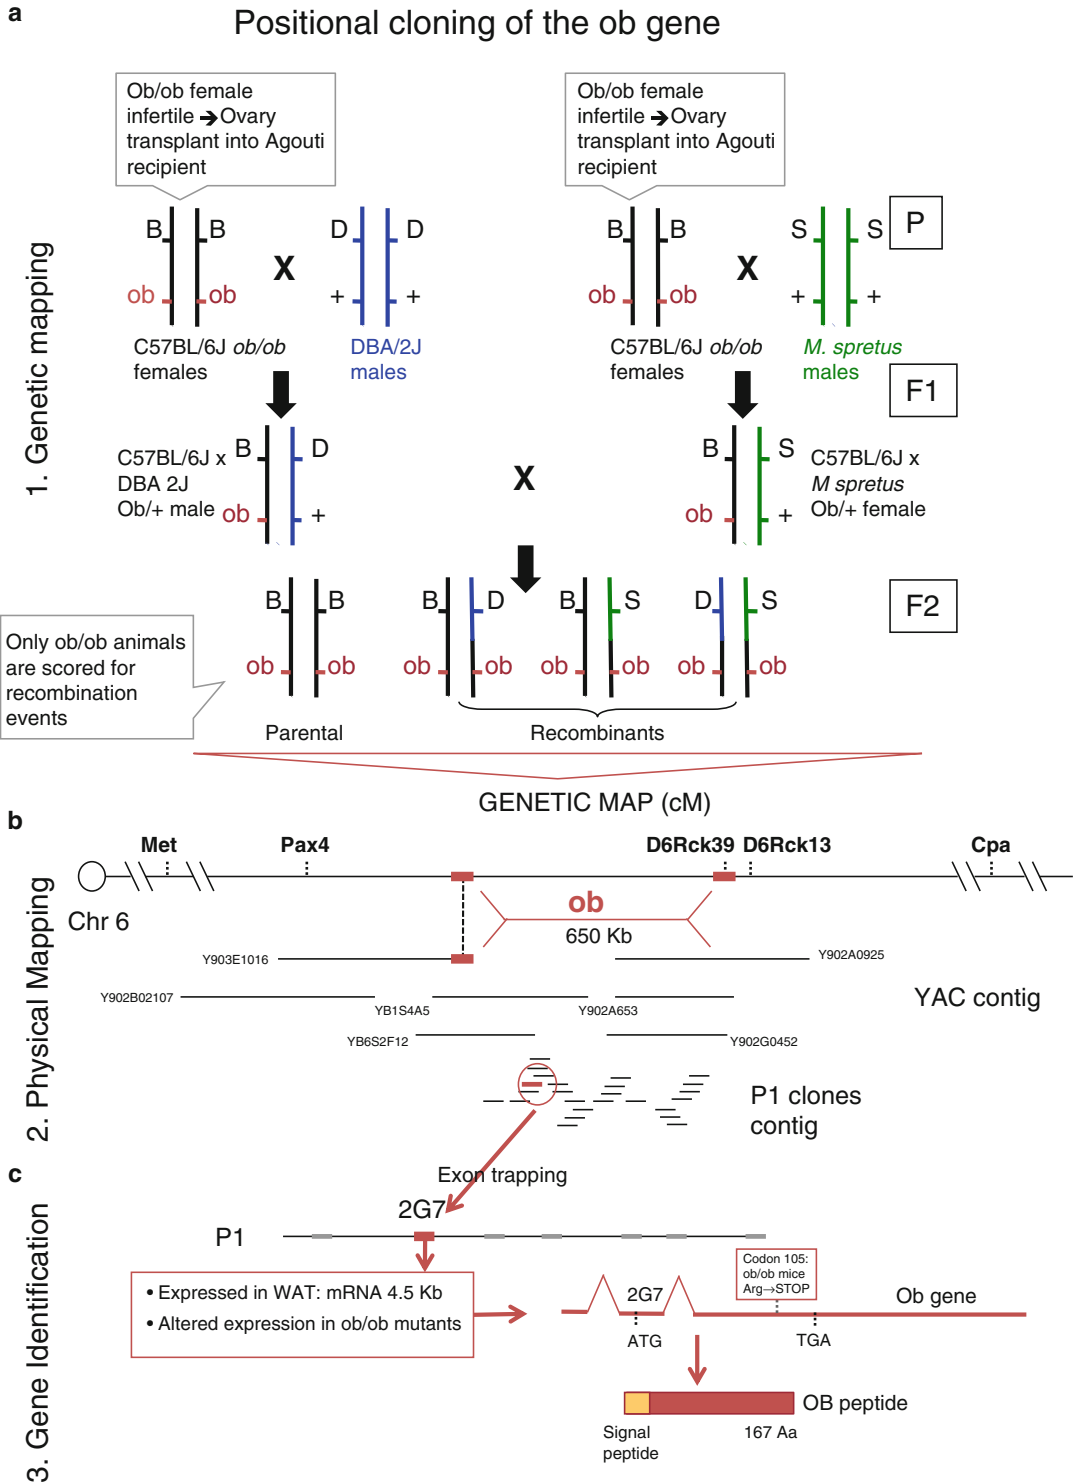 a
Positional cloning of the ob gene
Ob/ob female
infertile ➔Ovary
transplant into Agouti
recipient
Ob/ob female
infertile ➔Ovary
transplant into Agouti
recipient
1. Genetic mapping
B B D D B B S S P
X X
ob ob + + ob ob + +
C57BL/6J ob/ob
females
DBA/2J
males
C57BL/6J ob/ob
females
M. spretus
males
F1
C57BL/6J x
DBA 2J
Ob/+ male
B D
ob +
X
B S
ob +
C57BL/6J x
M spretus
Ob/+ female
F2
B B B D B S D S
Only ob/ob animals
are scored for
recombination
events
ob ob ob ob ob ob ob ob
Parental
Recombinants
GENETIC MAP (cM)
b
2. Physical Mapping
Met Pax4 D6Rck39 D6Rck13 Cpa
Chr 6
ob
650 Kb
Y903E1016
Y902A0925
Y902B02107
YB1S4A5
Y902A653
YAC contig
YB6S2F12
Y902G0452
P1 clones
contig
c
3. Gene Identification
Exon trapping
2G7
P1
• Expressed in WAT: mRNA 4.5 Kb
• Altered expression in ob/ob mutants
Codon 105:
ob/ob mice
Arg→STOP
2G7
Ob gene
ATG
TGA
OB peptide
Signal
peptide
167 Aa